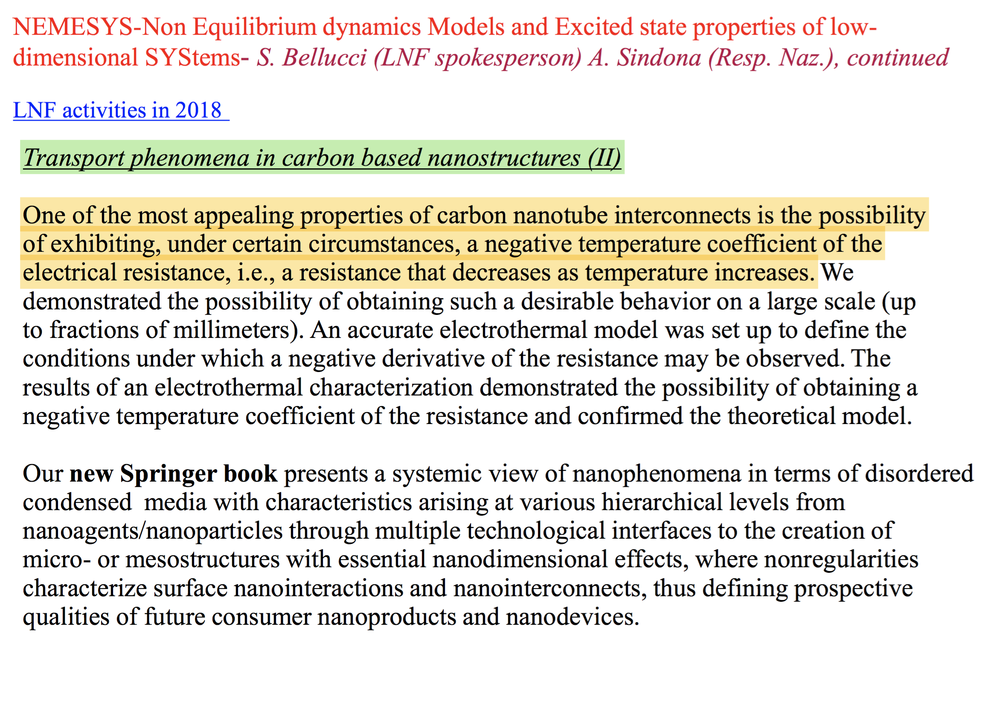 NEMESYS-Non Equilibrium dynamics Models and Excited state properties of low-
dimensional SYStems- S. Bellucci (LNF spokesperson) A. Sindona (Resp. Naz.), continued
LNF activities in 2018
Transport phenomena in carbon based nanostructures (II)
One of the most appealing properties of carbon nanotube interconnects is the possibility
of exhibiting, under certain circumstances, a negative temperature coefficient of the
electrical resistance, i.e., a resistance that decreases as temperature increases. We
demonstrated the possibility of obtaining such a desirable behavior on a large scale (up
to fractions of millimeters). An accurate electrothermal model was set up to define the
conditions under which a negative derivative of the resistance may be observed. The
results of an electrothermal characterization demonstrated the possibility of obtaining a
negative temperature coefficient of the resistance and confirmed the theoretical model.
Our new Springer book presents a systemic view of nanophenomena in terms of disordered
condensed  media with characteristics arising at various hierarchical levels from
nanoagents/nanoparticles through multiple technological interfaces to the creation of
micro- or mesostructures with essential nanodimensional effects, where nonregularities
characterize surface nanointeractions and nanointerconnects, thus defining prospective
qualities of future consumer nanoproducts and nanodevices.